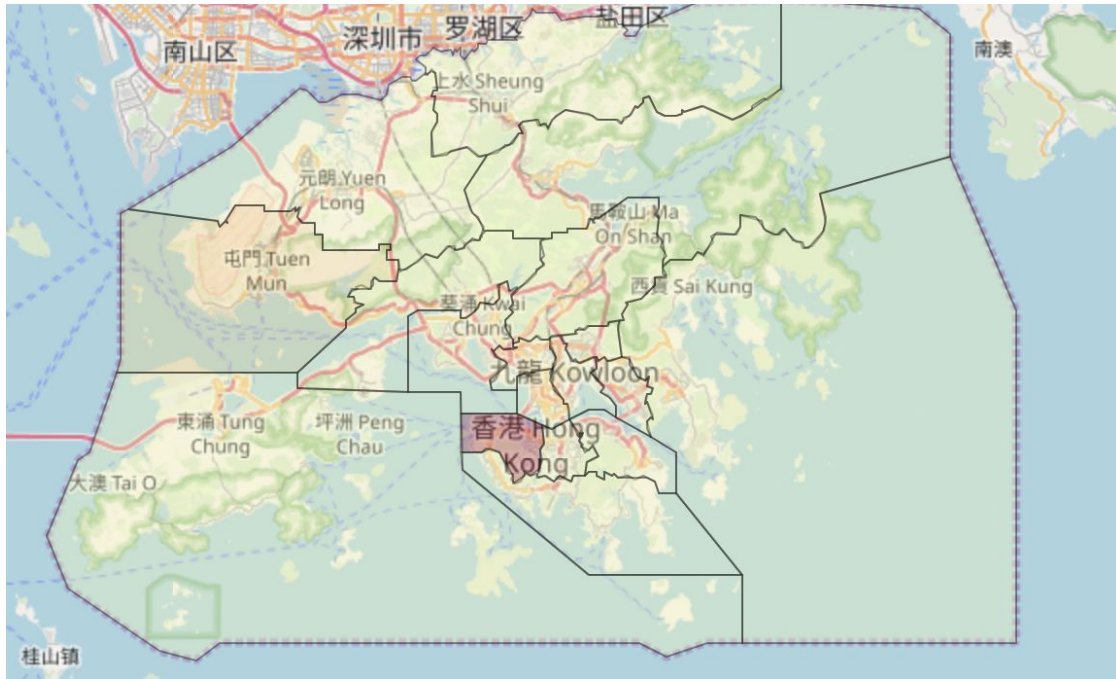 南山区
深圳市
罗湖区
盐田区
南澳
上水 Sheung
Shui
元朗 Yuen
Long
馬鞍山 Ma
On Shan
屯門 Tuen
Mun
西貢 Sai Kung
葵涌 Kwai
Chung
九龍 Kowloon
東涌 Tung
Chung
坪洲 Peng
Chau
香港 Hong
Kong
大澳 Tai O
桂山镇